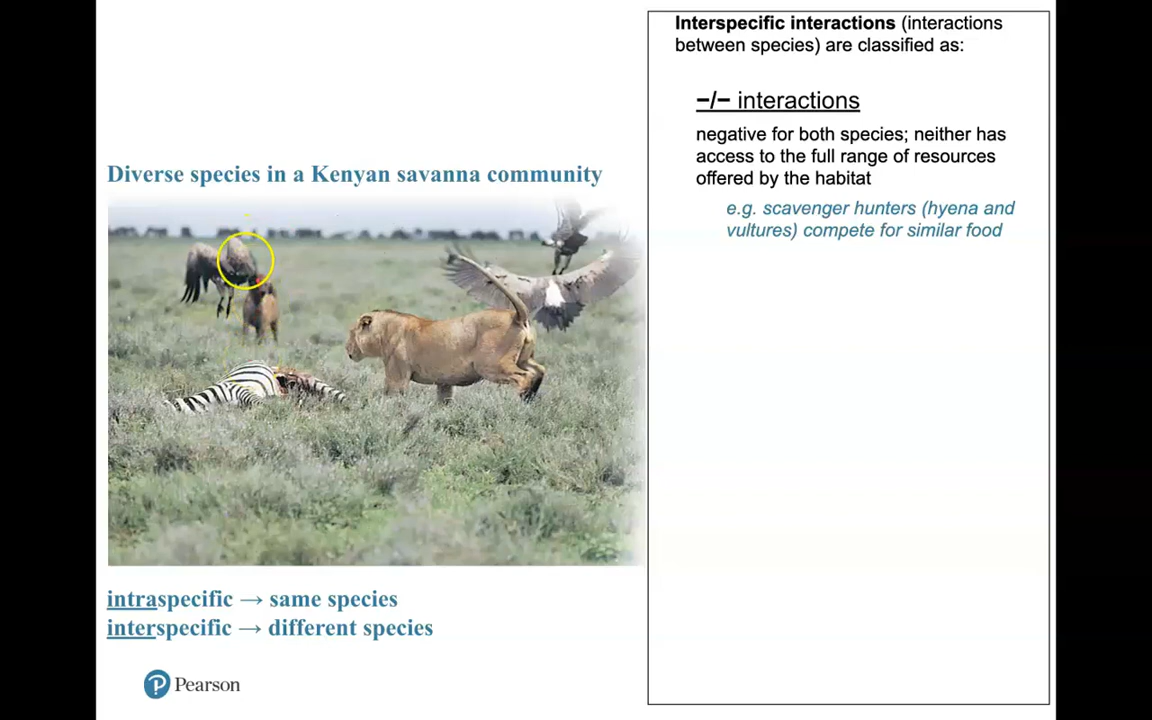 Interspecific interactions (interactions
between species) are classified as:
−/− interactions
negative for both species; neither has
access to the full range of resources
offered by the habitat
e.g. scavenger hunters (hyena and
vultures) compete for similar food
Diverse species in a Kenyan savanna community
intraspecific → same species
interspecific → different species
Pearson